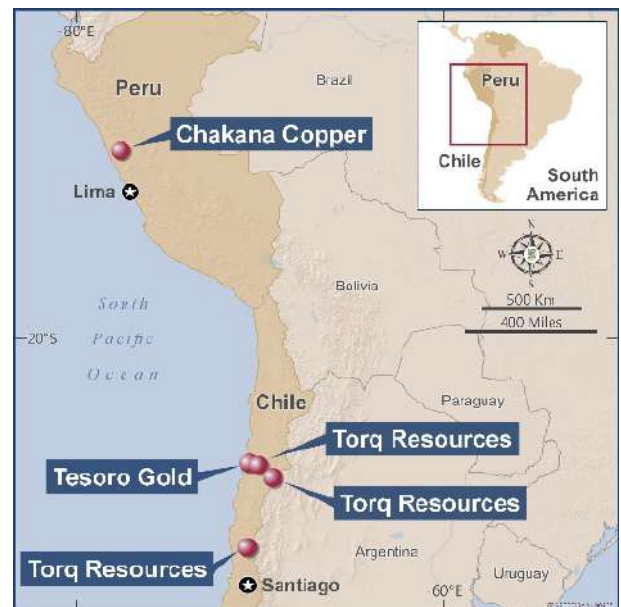 80°E
Peru
Brazil
Chakana Copper
Lima
Peru
Chile
South
America
N
W
E
S
500 Km
400 Miles
Bolivia
South
Pacific
Ocean
20°S
Chile
Paraguay
Torq Resources
Tesoro Gold
Torq Resources
Torq Resources
Argentina
Santiago
60°E
Uruguay